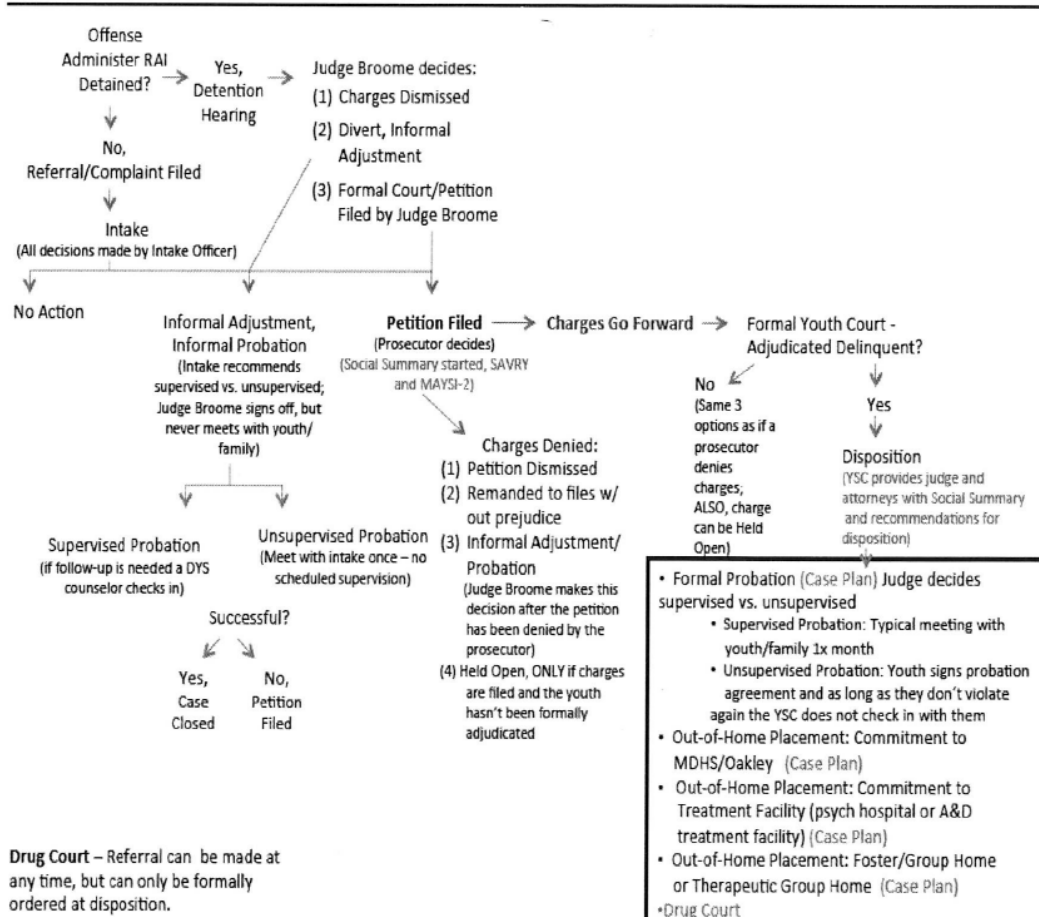 Offense
Administer RAI
Detained?
Yes,
Detention
Hearing
Judge Broome decides:
(1) Charges Dismissed
(2) Divert, Informal
Adjustment
(3) Formal Court/Petition
Filed by Judge Broome
No,
Referral/Complaint Filed
Intake
(All decisions made by Intake Officer)
No Action
Informal Adjustment,
Informal Probation
(Intake recommends
supervised vs. unsupervised;
Judge Broome signs off, but
never meets with youth/
family)
Supervised Probation
(if follow-up is needed a DYS
counselor checks in)
Unsupervised Probation
(Meet with intake once – no
scheduled supervision)
Successful?
Yes,
Case
Closed
No,
Petition
Filed
Petition Filed
(Prosecutor decides)
(Social Summary started, SAVRY
and MAYSI-2)
Charges Denied:
(1) Petition Dismissed
(2) Remanded to files w/
out prejudice
(3) Informal Adjustment/
Probation
(Judge Broome makes this
decision after the petition
has been denied by the
prosecutor)
(4) Held Open, ONLY if charges
are filed and the youth
hasn't been formally
adjudicated
Charges Go Forward
Formal Youth Court -
Adjudicated Delinquent?
No
(Same 3
options as if a
prosecutor
denies
charges;
ALSO, charge
can be Held
Open)
Yes
Disposition
(YSC provides judge and
attorneys with Social Summary
and recommendations for
disposition)
• Formal Probation (Case Plan) Judge decides
supervised vs. unsupervised
• Supervised Probation: Typical meeting with
youth/family 1x month
• Unsupervised Probation: Youth signs probation
agreement and as long as they don´t violate
again the YSC does not check in with them
• Out-of-Home Placement: Commitment to
MDHS/Oakley (Case Plan)
• Out-of-Home Placement: Commitment to
Treatment Facility (psych hospital or A&D
treatment facility) (Case Plan)
• Out-of-Home Placement: Foster/Group Home
or Therapeutic Group Home (Case Plan)
•Drug Court
Drug Court – Referral can be made at
any time, but can only be formally
ordered at disposition.